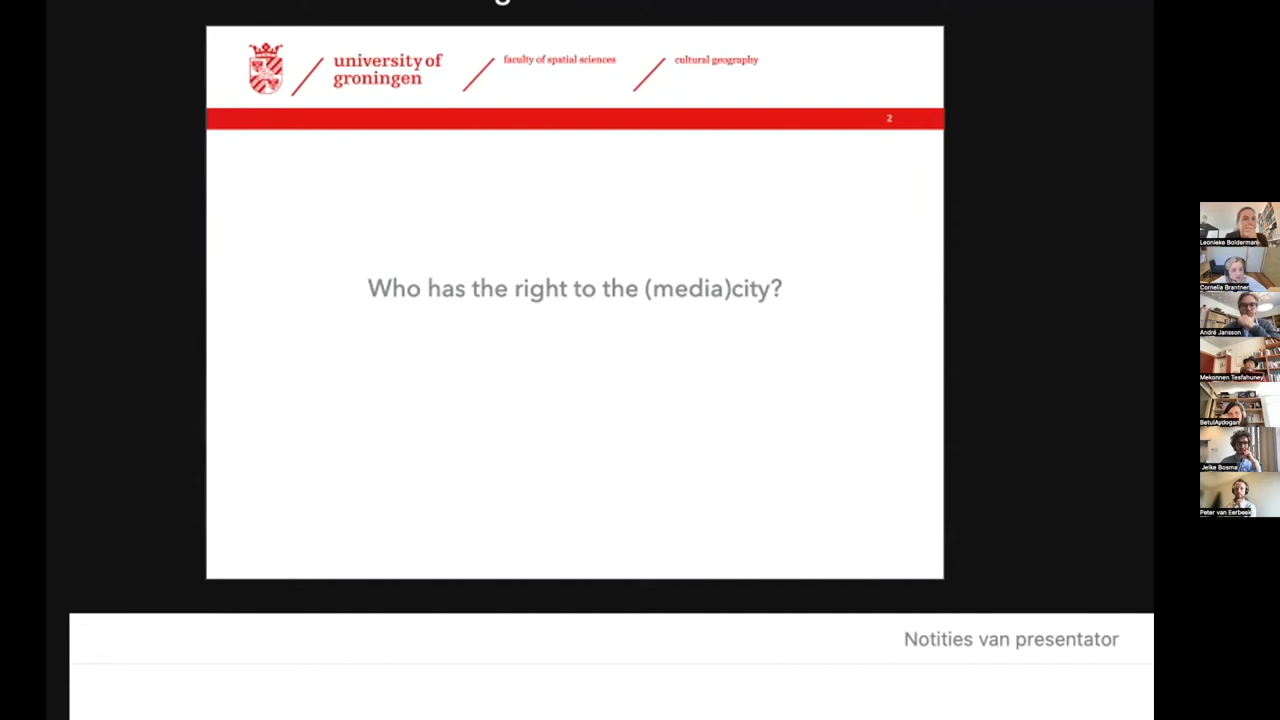 university of
groningen
faculty of spatial sciences
cultural geography
2
Who has the right to the (media)city?
Notities van presentator
Leonieke Bolderman
Cornelia Brantner
André Jansson
Mekonnen Tesfahuney
BetulAydogan
Jelke Bosma
Peter van Eerbeek